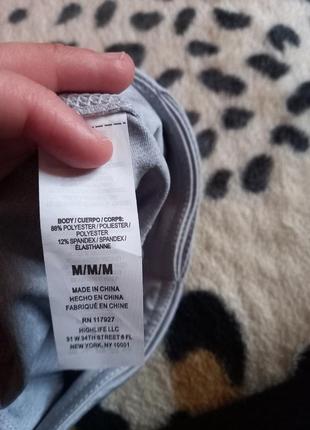 BODY / CUERPO / CORPS:
88% POLYESTER / POLIESTER /
POLYESTER
12% SPANDEX / SPANDEX /
ÉLASTHANNE
M/M/M
MADE IN CHINA
HECHO EN CHINA
FABRIQUÉ EN CHINE
RN 117927
HIGHLIFE LLC
31 W 34TH STREET 6 FL
NEW YORK, NY
10001